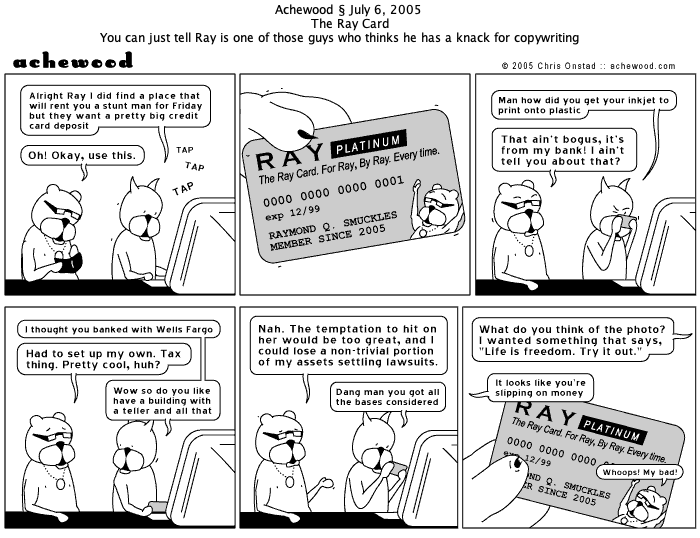 Achewood § July 6, 2005
The Ray Card
You can just tell Ray is one of those guys who thinks he has a knack for copywriting
achewood
© 2005 Chris Onstad :: achewood.com
Alright Ray I did find a place that
will rent you a stunt man for Friday
but they want a pretty big credit
card deposit
Oh! Okay, use this.
TAP
TAP
TAP
RAY PLATINUM
The Ray Card. For Ray, By Ray. Every time.
0000 0000 0000 0001
exp 12/99
RAYMOND Q. SMUCKLES
MEMBER SINCE 2005
Man how did you get your inkjet to
print onto plastic
That ain't bogus, it's
from my bank! I ain't
tell you about that?
I thought you banked with Wells Fargo
Had to set up my own. Tax
thing. Pretty cool, huh?
Wow so do you like
have a building with
a teller and all that
Nah. The temptation to hit on
her would be too great, and I
could lose a non-trivial portion
of my assets settling lawsuits.
Dang man you got all
the bases considered
What do you think of the photo?
I wanted something that says,
"Life is freedom. Try it out."
It looks like you're
slipping on money
RAY PLATINUM
The Ray Card. For Ray, By Ray. Every time.
0000 0000 0000 0
12/99
ND Q. SMUCKLES
R SINCE 2005
Whoops! My bad!